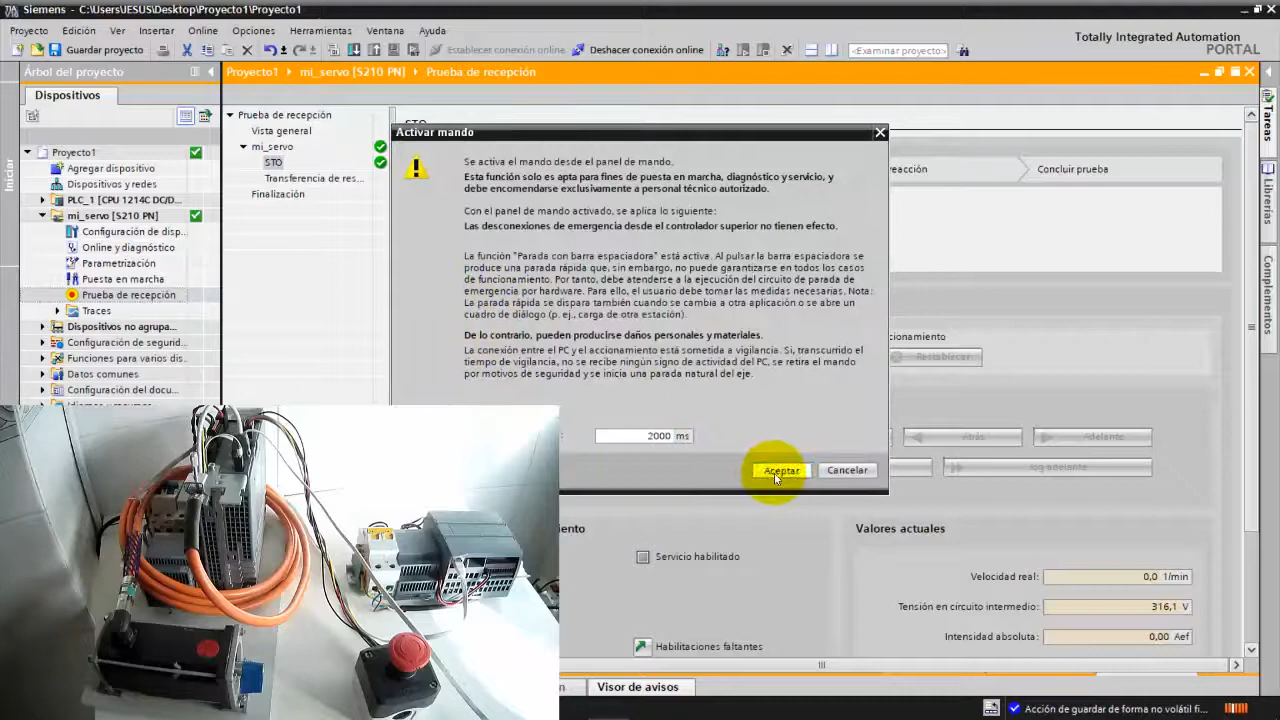 Siemens - C:\Users\JESUS\Desktop\Proyecto1\Proyecto1
Proyecto Edición Ver Insertar Online Opciones Herramientas Ventana Ayuda
Totally Integrated Automation
PORTAL
Guardar proyecto
Establecer conexión online
Deshacer conexión online
<Examinar proyecto>
Árbol del proyecto
Proyecto1 mi_servo [S210 PN] Prueba de recepción
Dispositivos
Iniciar
Proyecto1
Agregar dispositivo
Dispositivos y redes
PLC_1 [CPU 1214C DC/D...
mi_servo [S210 PN]
Configuración de disp...
Online y diagnóstico
Parametrización
Puesta en marcha
Prueba de recepción
Traces
Dispositivos no agrupa...
Configuración de segurid...
Funciones para varios dis...
Datos comunes
Configuración del docu...
Prueba de recepción
Vista general
mi_servo
STO
Transferencia de res...
Finalización
Activar mando
Se activa el mando desde el panel de mando.
Esta función solo es apta para fines de puesta en marcha, diagnóstico y servicio, y
debe encomendarse exclusivamente a personal técnico autorizado.
Con el panel de mando activado, se aplica lo siguiente:
Las desconexiones de emergencia desde el controlador superior no tienen efecto.
La función "Parada con barra espaciadora" está activa. Al pulsar la barra espaciadora se
produce una parada rápida que, sin embargo, no puede garantizarse en todos los casos
de funcionamiento. Por tanto, debe atenderse a la ejecución del circuito de parada de
emergencia por hardware. Para ello, el usuario debe tomar las medidas necesarias. Nota:
La parada rápida se dispara también cuando se cambia a otra aplicación o se abre un
cuadro de diálogo (p. ej., carga de otra estación).
De lo contrario, pueden producirse daños personales y materiales.
La conexión entre el PC y el accionamiento está sometida a vigilancia. Si, transcurrido el
tiempo de vigilancia, no se recibe ningún signo de actividad del PC, se retira el mando
por motivos de seguridad y se inicia una parada natural del eje.
: 2000 ms
Aceptar Cancelar
eacción
Concluir prueba
cionamiento
Restablecer
Atrás
Adelante
Jog adelante
iento
Servicio habilitado
Habilitaciones faltantes
Valores actuales
Velocidad real: 0,0 1/min
Tensión en circuito intermedio: 316,1 V
Intensidad absoluta: 0,00 Aef
Visor de avisos
Acción de guardar de forma no volátil fi...
Tareas
Librerías
Complementos